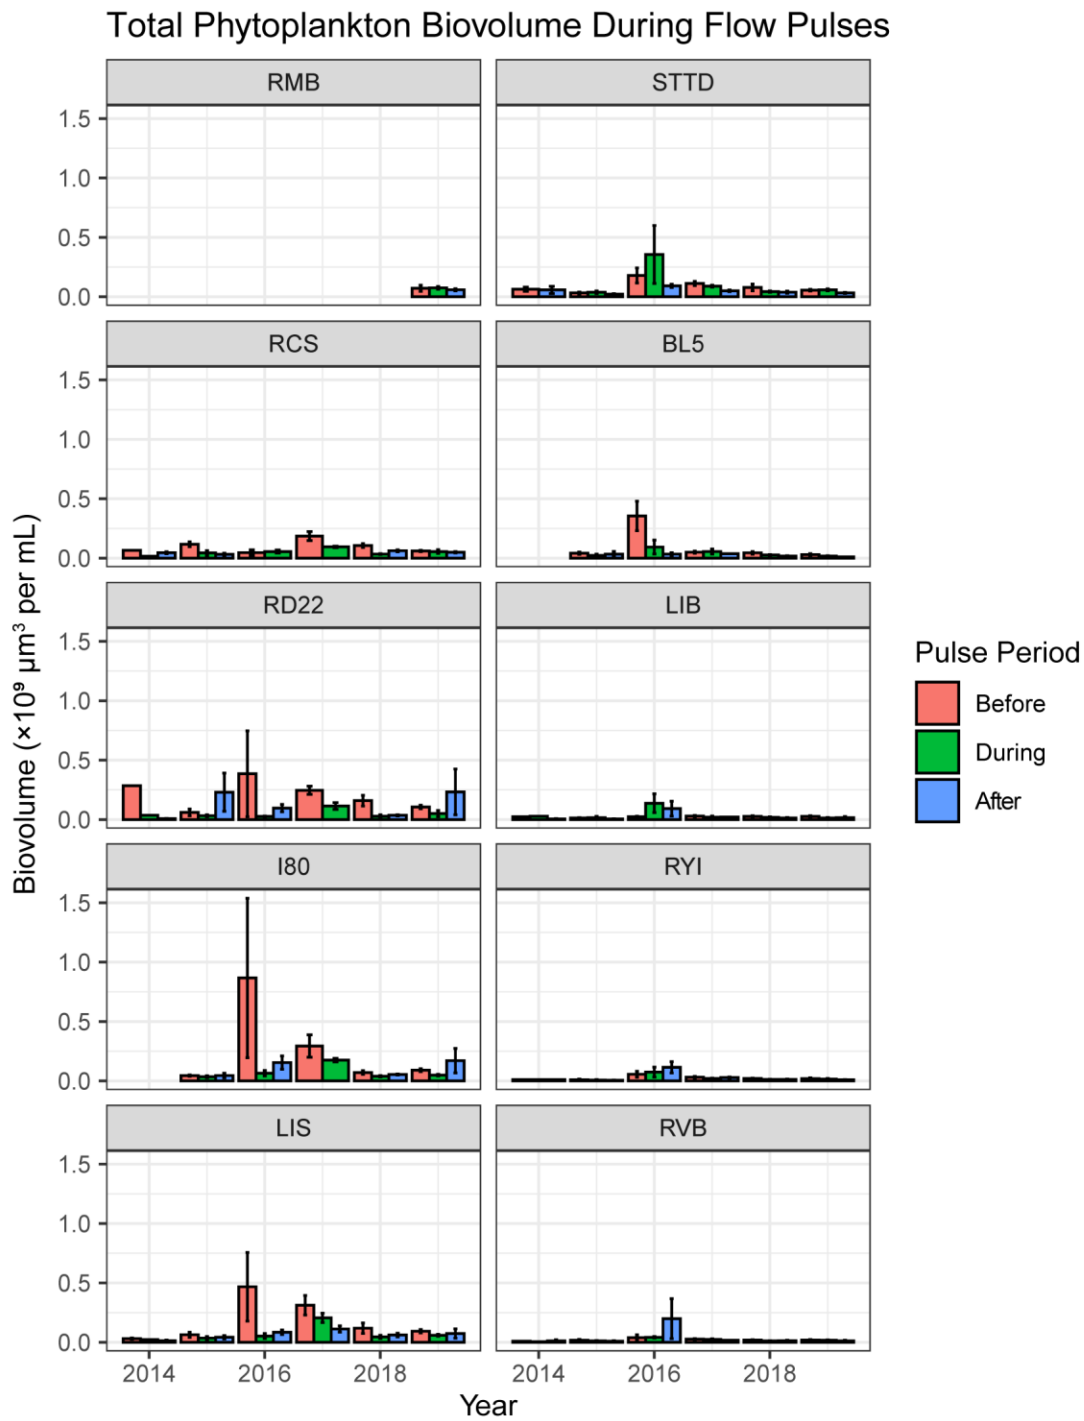 Total Phytoplankton Biovolume During Flow Pulses
RMB
STTD
1.5
1.0
0.5
0.0
RCS
BL5
1.5
1.0
0.5
0.0
RD22
LIB
1.5
1.0
0.5
0.0
I80
RYI
1.5
1.0
0.5
0.0
LIS
RVB
1.5
1.0
0.5
0.0
2014 2016 2018
2014 2016 2018
Year
Biovolume (×10⁹ μm³ per mL)
Pulse Period
Before
During
After